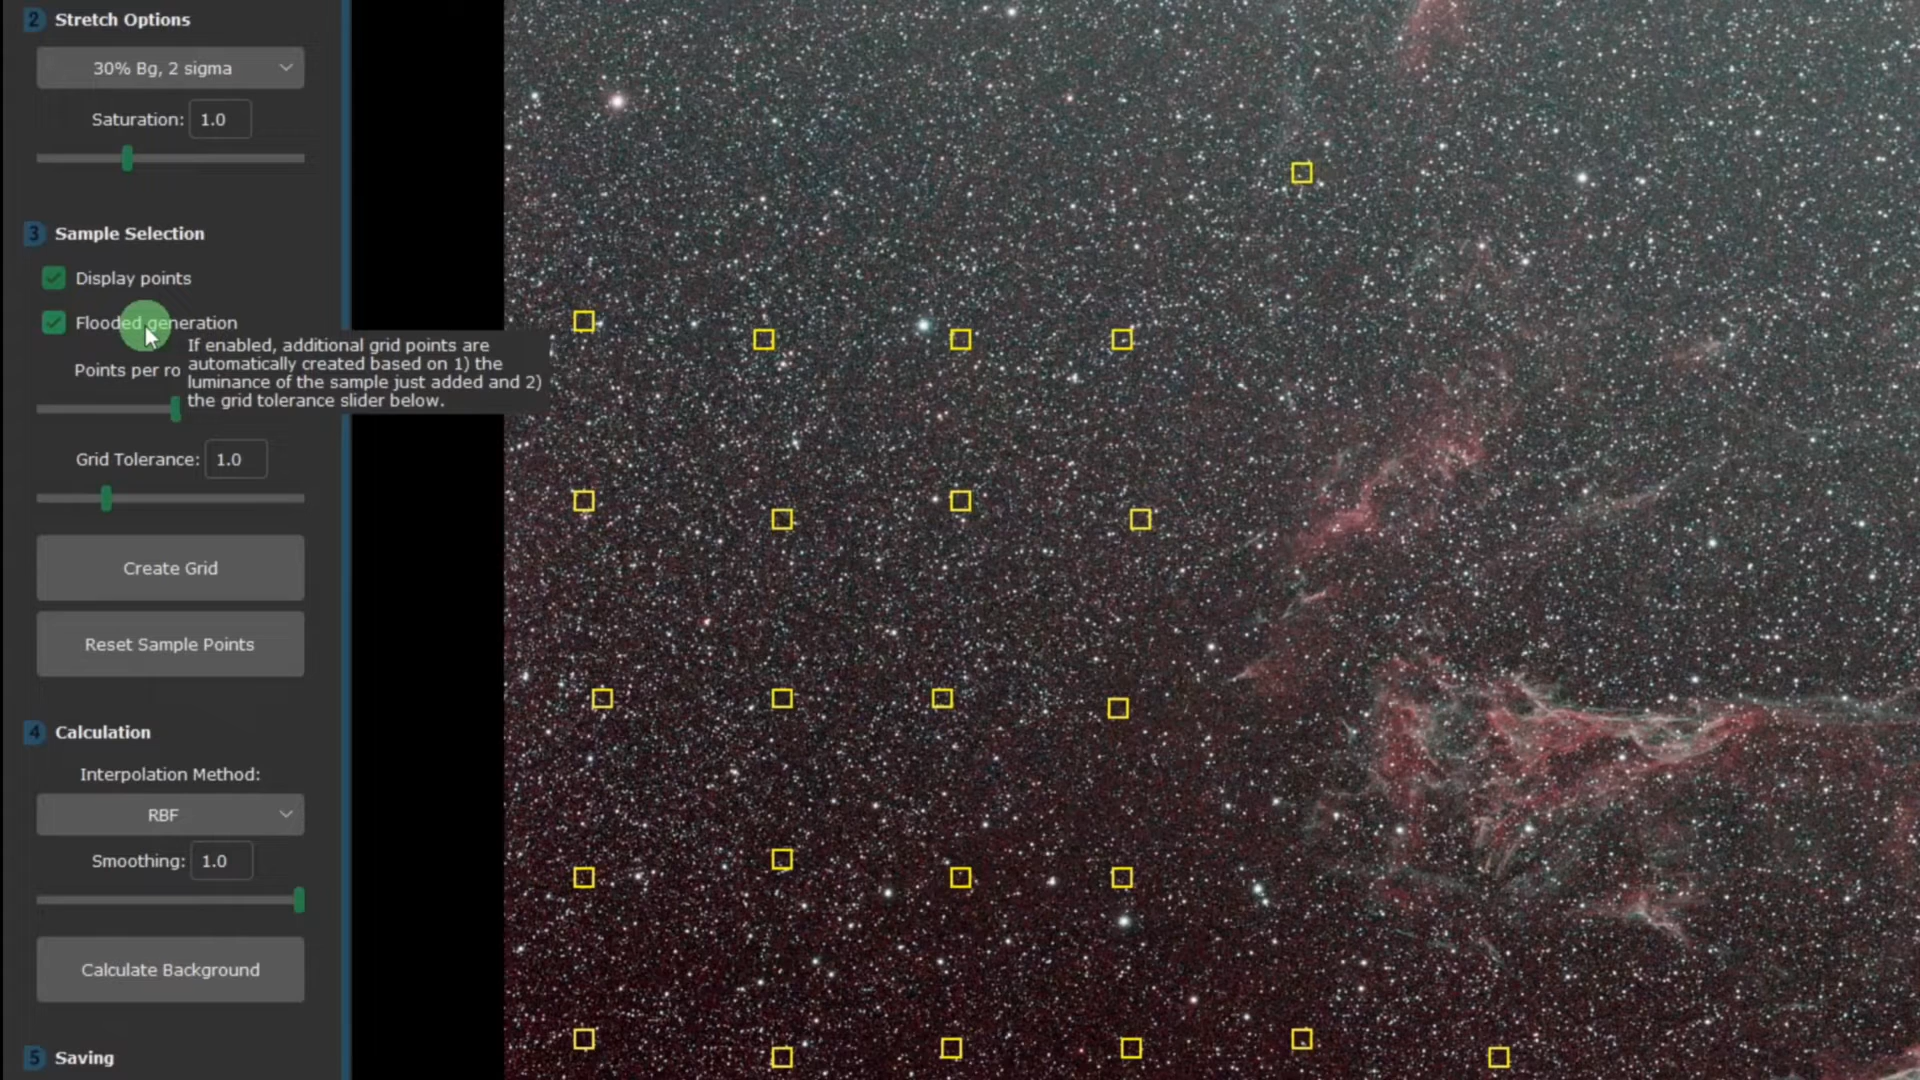 2 Stretch Options
30% Bg, 2 sigma
Saturation: 1.0
3 Sample Selection
Display points
Flooded generation
If enabled, additional grid points are
automatically created based on 1) the
luminance of the sample just added and 2)
the grid tolerance slider below.
Points per ro
Grid Tolerance: 1.0
Create Grid
Reset Sample Points
4 Calculation
Interpolation Method:
RBF
Smoothing: 1.0
Calculate Background
5 Saving